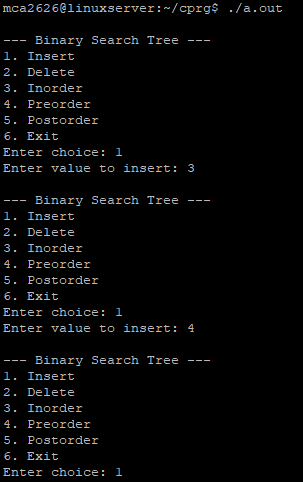 mca2626@linuxserver:~/cprg$ ./a.out

--- Binary Search Tree ---
1. Insert
2. Delete
3. Inorder
4. Preorder
5. Postorder
6. Exit
Enter choice: 1
Enter value to insert: 3

--- Binary Search Tree ---
1. Insert
2. Delete
3. Inorder
4. Preorder
5. Postorder
6. Exit
Enter choice: 1
Enter value to insert: 4

--- Binary Search Tree ---
1. Insert
2. Delete
3. Inorder
4. Preorder
5. Postorder
6. Exit
Enter choice: 1